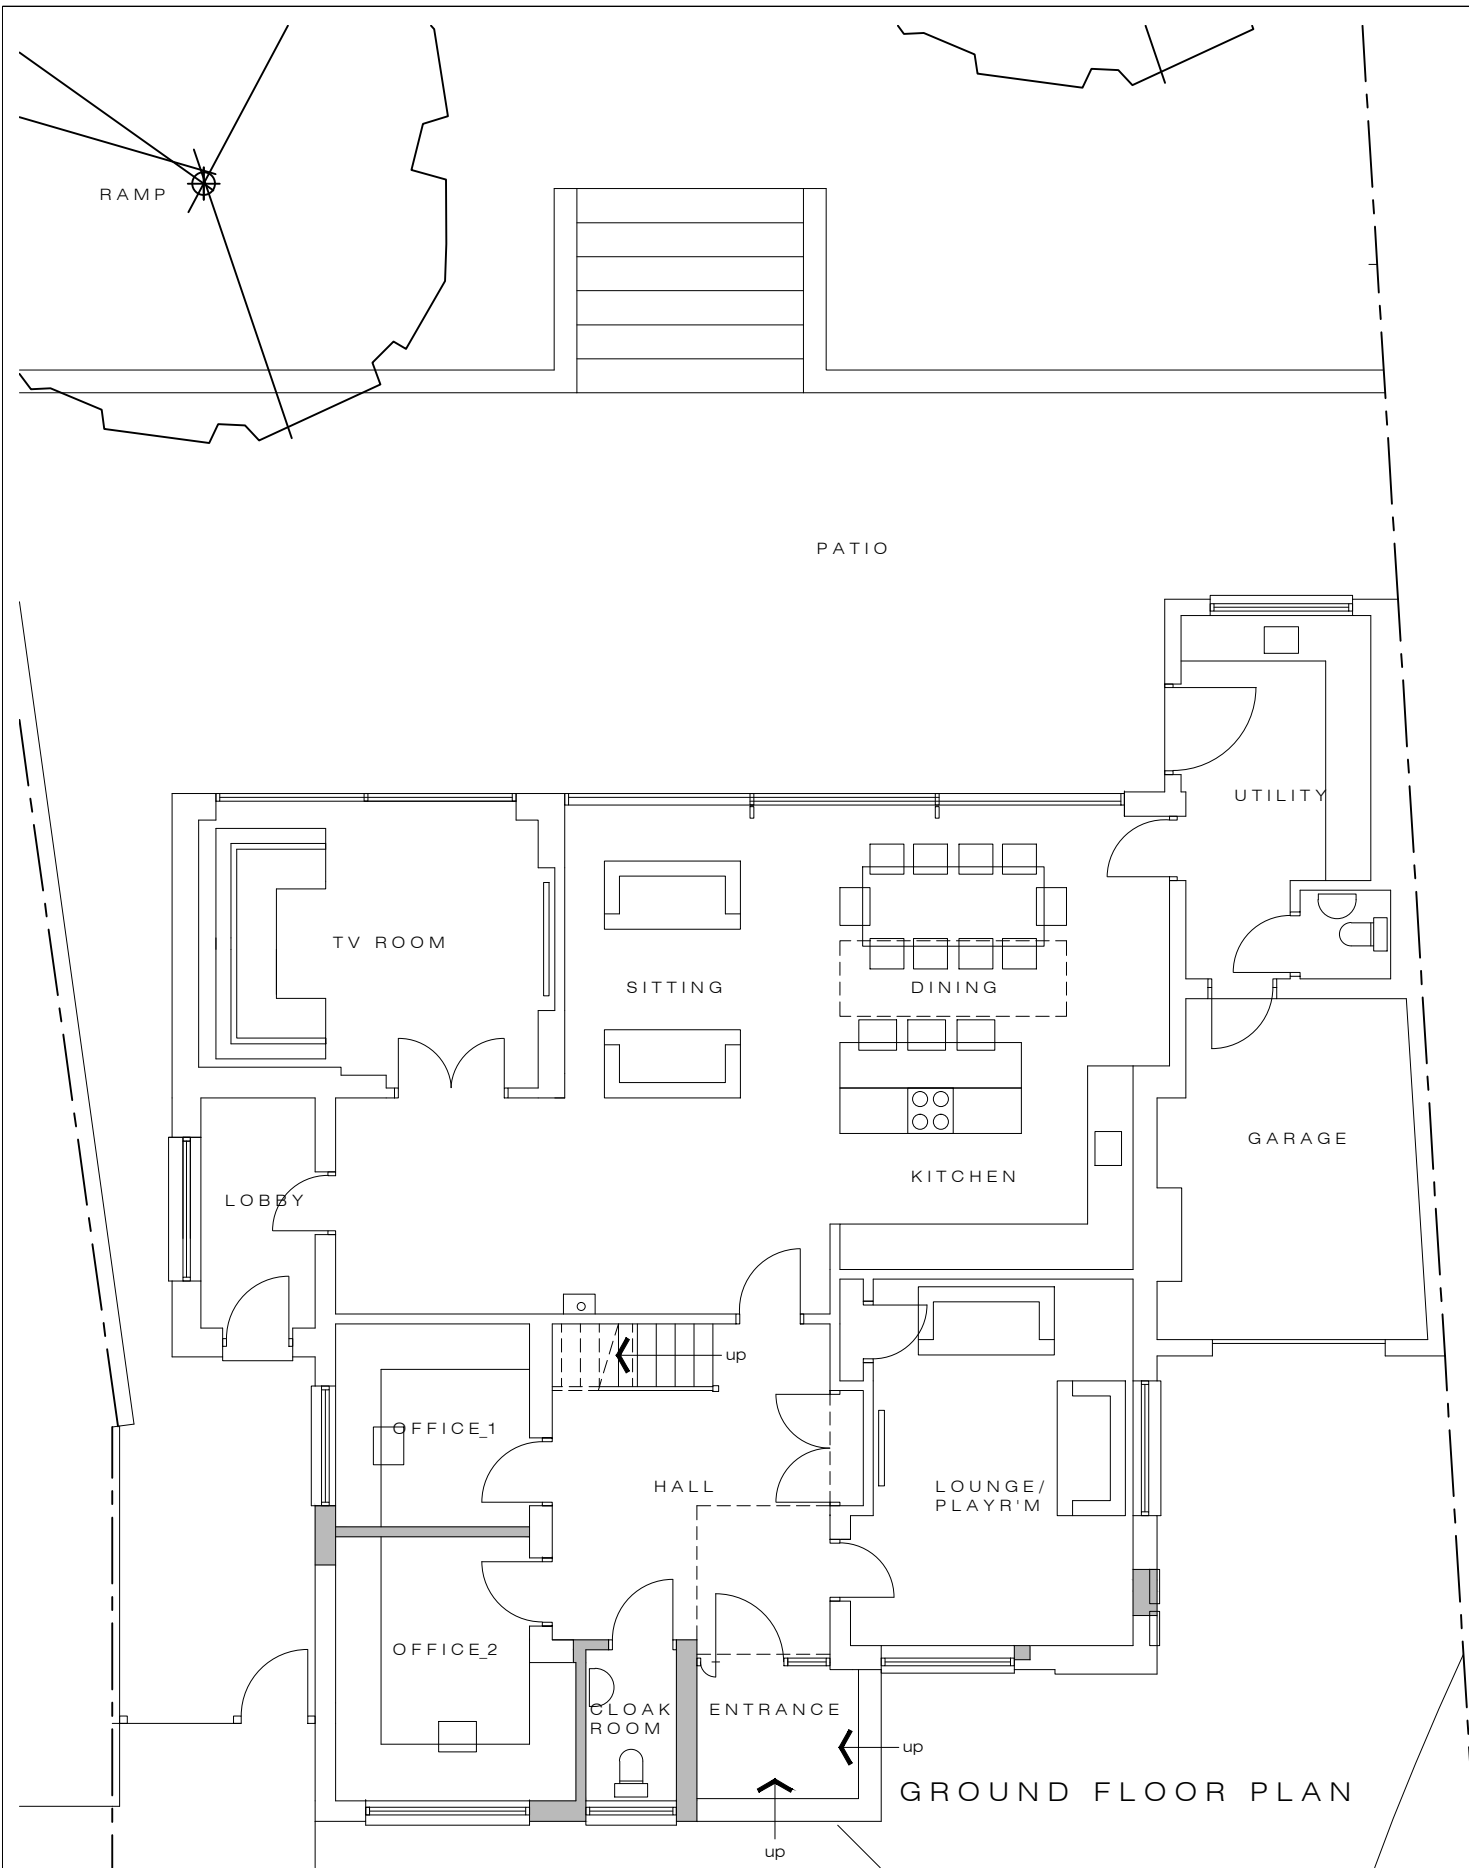 RAMP
PATIO
UTILITY
TV ROOM
SITTING
DINING
GARAGE
KITCHEN
LOBBY
up
OFFICE_1
HALL
LOUNGE/
PLAYR'M
OFFICE_2
CLOAK
ROOM
ENTRANCE
up
GROUND FLOOR PLAN
up